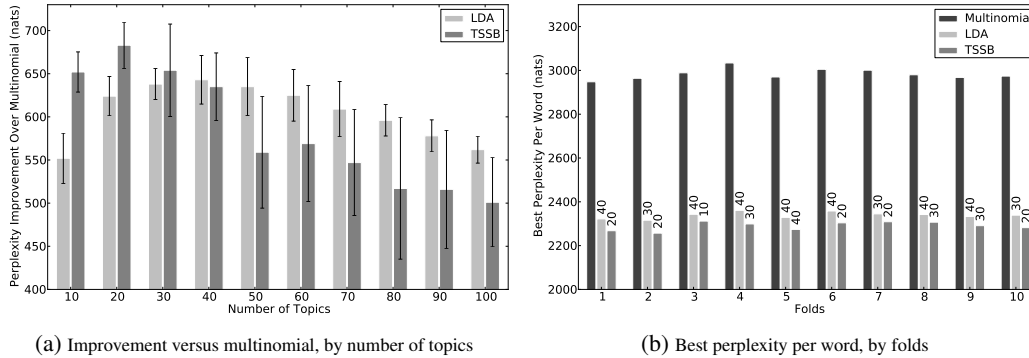 Perplexity Improvement Over Multinomial (nats)
700
650
600
550
500
450
400
LDA
TSSB
10 20 30 40 50 60 70 80 90 100
Number of Topics
(a) Improvement versus multinomial, by number of topics
Best Perplexity Per Word (nats)
3200
3000
2800
2600
2400
2200
2000
Multinomial
LDA
TSSB
40 20 30 20 40 10 40 30 40 40 40 20 30 30 40 30 40 30 30 20
1 2 3 4 5 6 7 8 9 10
Folds
(b) Best perplexity per word, by folds